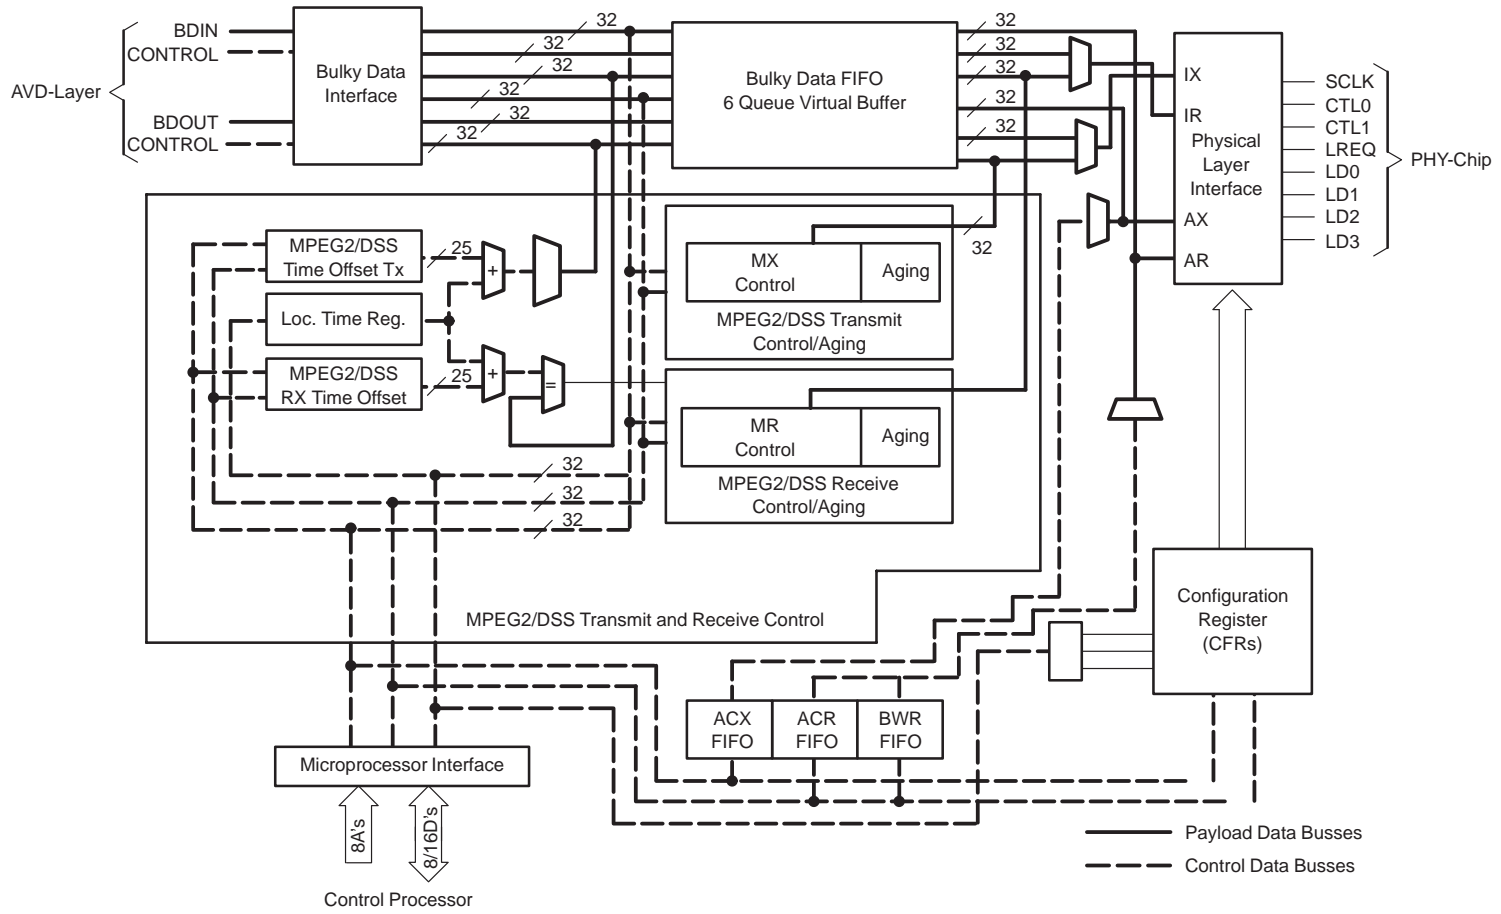 AVD-Layer
BDIN
CONTROL
BDOUT
CONTROL
Bulky Data
Interface
32
32
32
32
32
32
Bulky Data FIFO
6 Queue Virtual Buffer
32
32
32
32
32
IX
IR
Physical
Layer
Interface
AX
AR
SCLK
CTL0
CTL1
LREQ
LD0
LD1
LD2
LD3
PHY-Chip
MPEG2/DSS
Time Offset Tx
25
+
Loc. Time Reg.
MPEG2/DSS
RX Time Offset
25
+
=
MX
Control
Aging
MPEG2/DSS Transmit
Control/Aging
32
MR
Control
Aging
MPEG2/DSS Receive
Control/Aging
32
32
32
MPEG2/DSS Transmit and Receive Control
Configuration
Register
(CFRs)
ACX
FIFO
ACR
FIFO
BWR
FIFO
Microprocessor Interface
8A's
8/16D's
Control Processor
Payload Data Busses
Control Data Busses